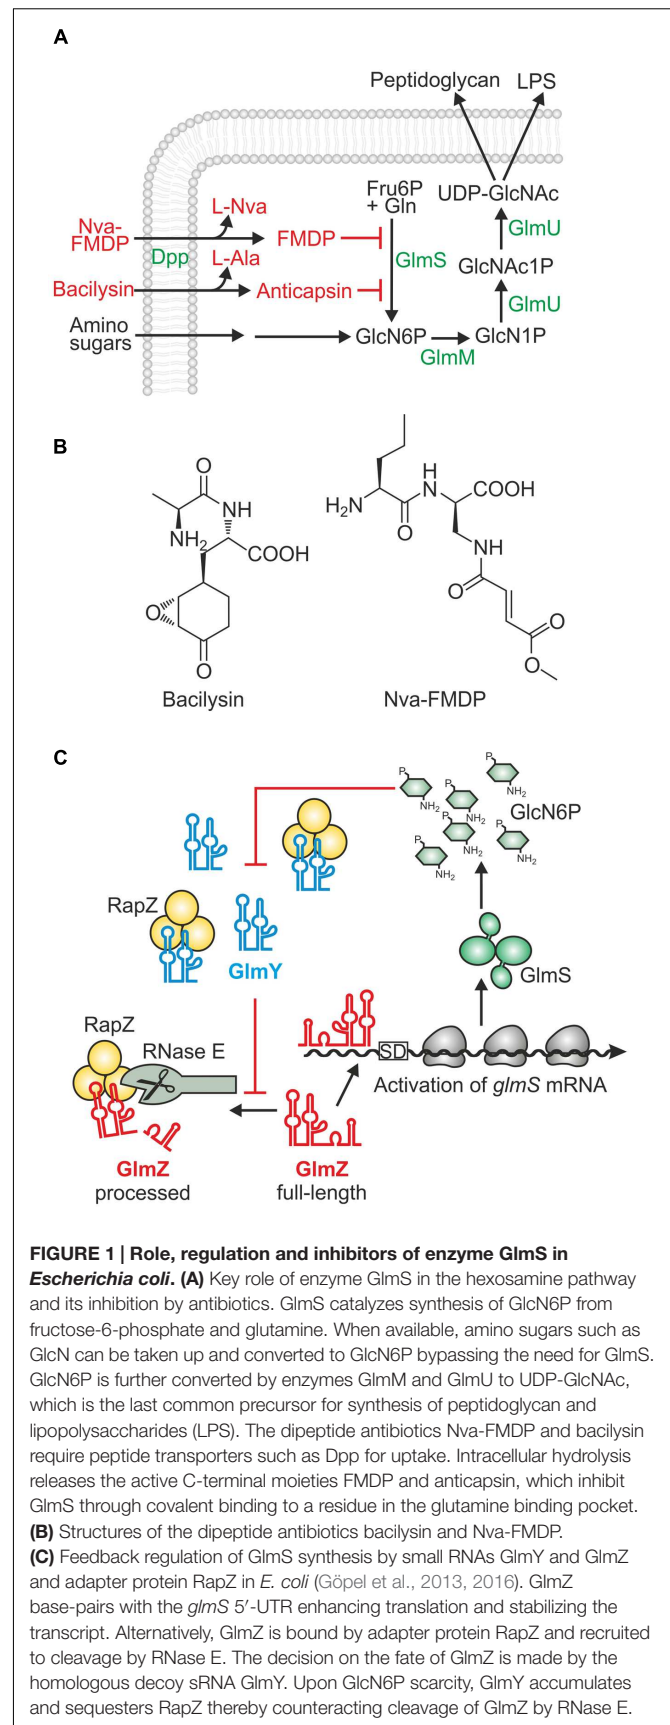 A
Peptidoglycan LPS
Fru6P
+ Gln
UDP-GlcNAc
L-Nva
Nva-
FMDP
FMDP
GlmU
Dpp
L-Ala
GlmS
GlcNAc1P
Bacilysin
Anticapsin
GlmU
Amino
sugars
GlcN6P
GlcN1P
GlmM
B
O
NH
NH2
COOH
O
O
Bacilysin
H2N
H
N
COOH
O
NH
O
O
O
Nva-FMDP
C
P
NH2
P
NH2
P
NH2
P
NH2
P
NH2
P
NH2
GlcN6P
RapZ
GlmY
GlmS
RapZ
RNase E
SD
Activation of glmS mRNA
GlmZ
processed
GlmZ
full-length
FIGURE 1 | Role, regulation and inhibitors of enzyme GlmS in
Escherichia coli. (A) Key role of enzyme GlmS in the hexosamine pathway
and its inhibition by antibiotics. GlmS catalyzes synthesis of GlcN6P from
fructose-6-phosphate and glutamine. When available, amino sugars such as
GlcN can be taken up and converted to GlcN6P bypassing the need for GlmS.
GlcN6P is further converted by enzymes GlmM and GlmU to UDP-GlcNAc,
which is the last common precursor for synthesis of peptidoglycan and
lipopolysaccharides (LPS). The dipeptide antibiotics Nva-FMDP and bacilysin
require peptide transporters such as Dpp for uptake. Intracellular hydrolysis
releases the active C-terminal moieties FMDP and anticapsin, which inhibit
GlmS through covalent binding to a residue in the glutamine binding pocket.
(B) Structures of the dipeptide antibiotics bacilysin and Nva-FMDP.
(C) Feedback regulation of GlmS synthesis by small RNAs GlmY and GlmZ
and adapter protein RapZ in E. coli (Göpel et al., 2013, 2016). GlmZ
base-pairs with the glmS 5′-UTR enhancing translation and stabilizing the
transcript. Alternatively, GlmZ is bound by adapter protein RapZ and recruited
to cleavage by RNase E. The decision on the fate of GlmZ is made by the
homologous decoy sRNA GlmY. Upon GlcN6P scarcity, GlmY accumulates
and sequesters RapZ thereby counteracting cleavage of GlmZ by RNase E.